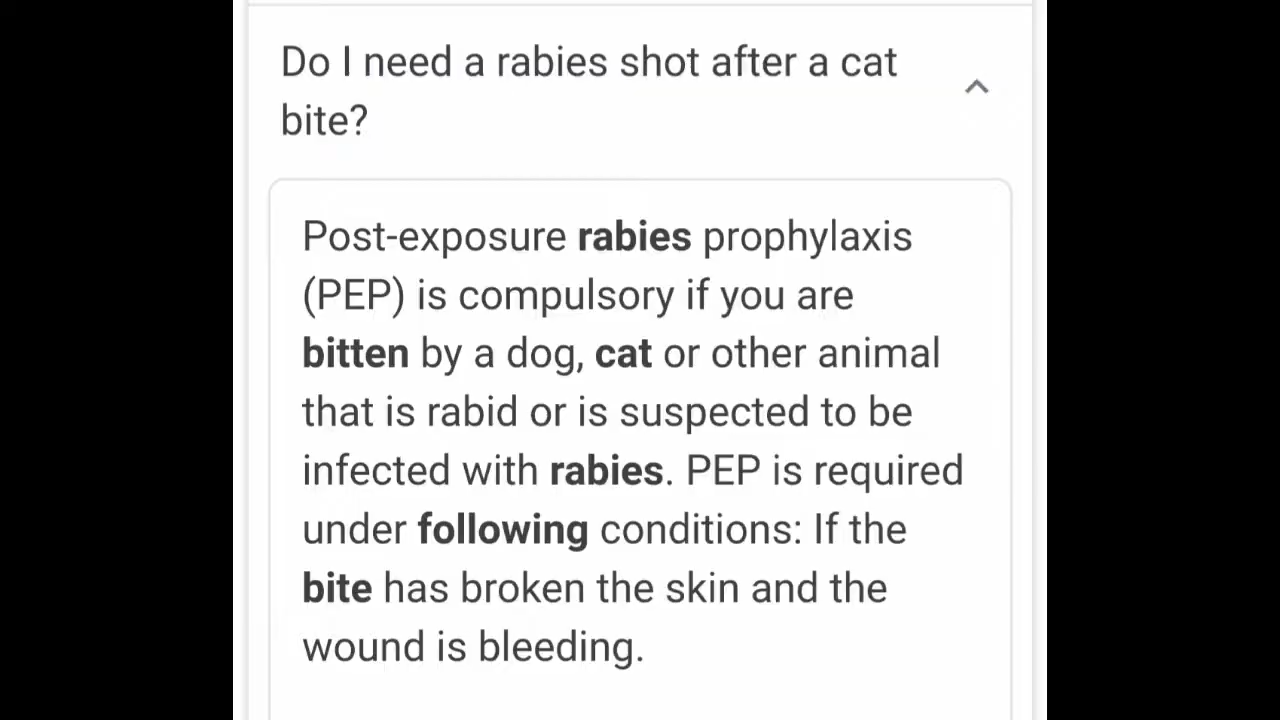 Do I need a rabies shot after a cat
bite?
Post-exposure rabies prophylaxis
(PEP) is compulsory if you are
bitten by a dog, cat or other animal
that is rabid or is suspected to be
infected with rabies. PEP is required
under following conditions: If the
bite has broken the skin and the
wound is bleeding.